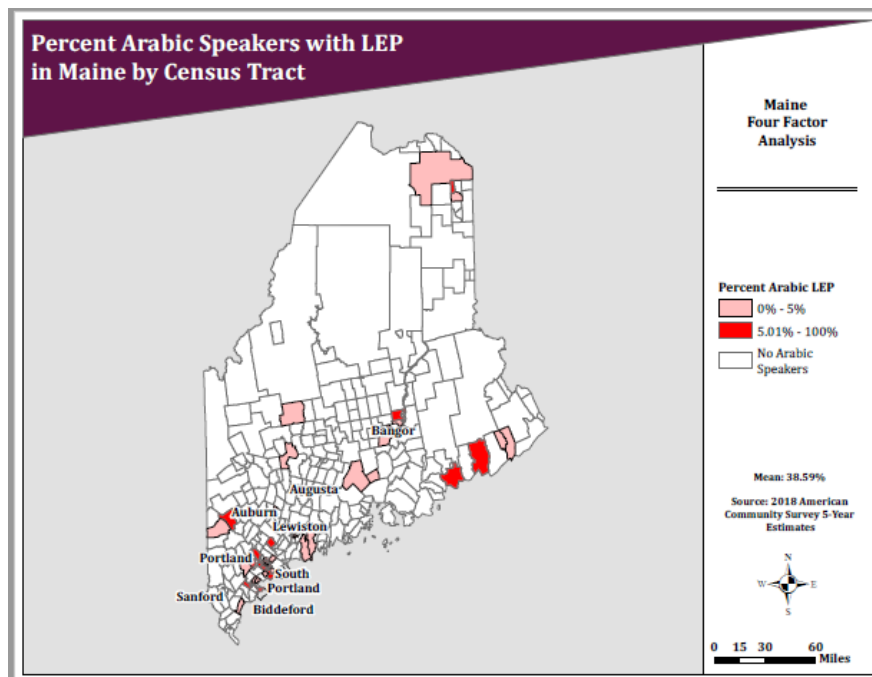 Percent Arabic Speakers with LEP
in Maine by Census Tract
Maine
Four Factor
Analysis
Percent Arabic LEP
0% - 5%
5.01% - 100%
No Arabic
Speakers
Bangor
Augusta
Auburn
Lewiston
Portland
South
Portland
Sanford
Biddeford
Mean: 38.59%
Source: 2018 American
Community Survey 5-Year
Estimates
N
W E
S
0 15 30 60
Miles